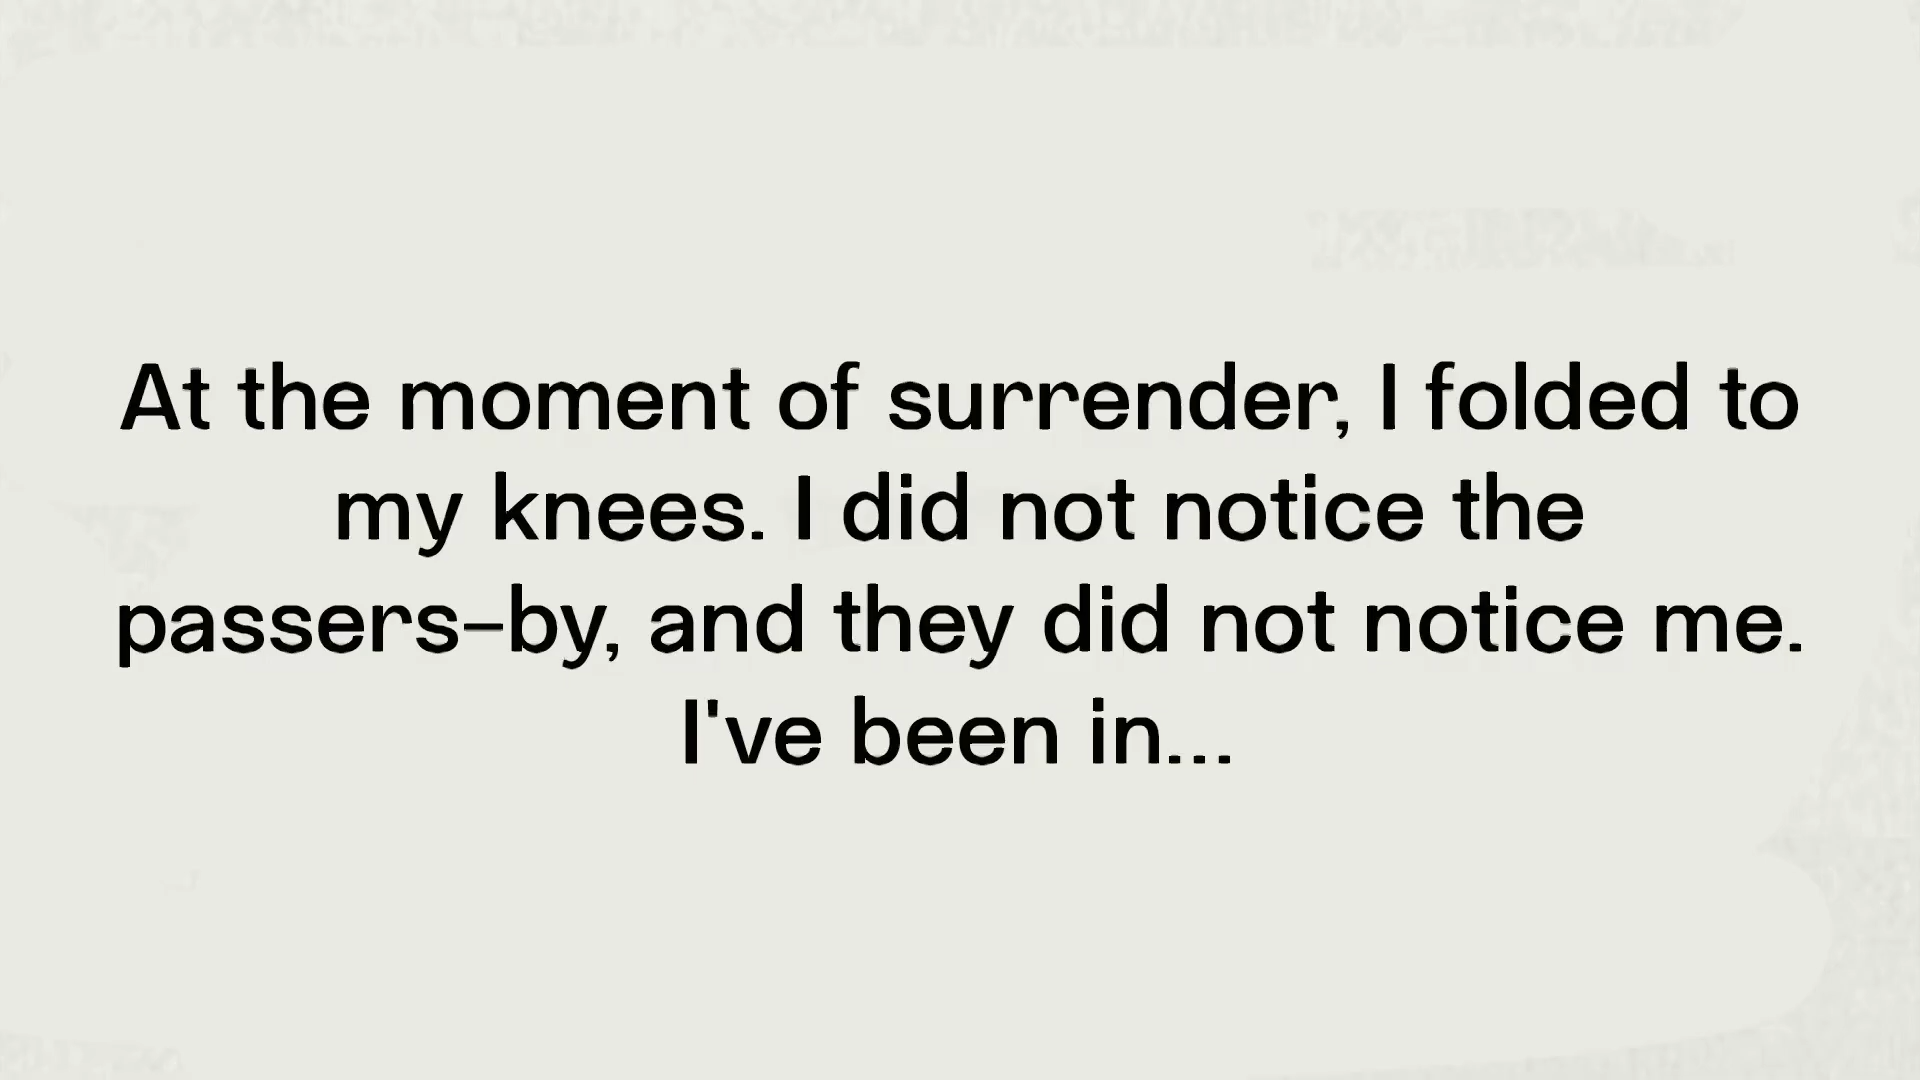 At the moment of surrender, I folded to
my knees. I did not notice the
passers-by, and they did not notice me.
I've been in...